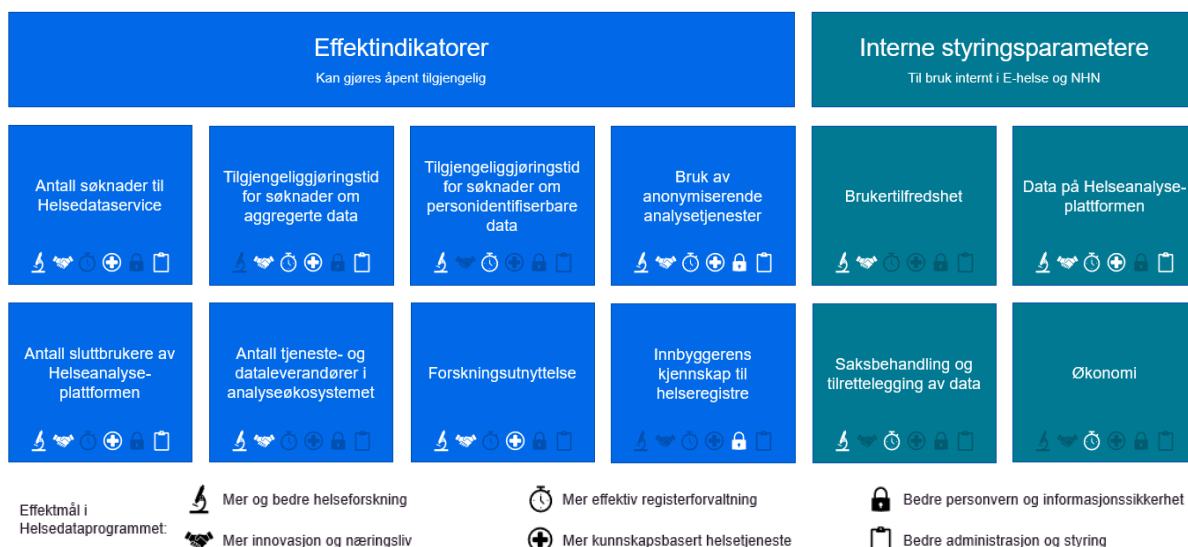 Effektindikatorer
Kan gjøres åpent tilgjengelig
Interne styringsparametere
Til bruk internt i E-helse og NHN
Antall søknader til
Helsedataservice
Tilgjengeliggjøringstid
for søknader om
aggregerte data
Tilgjengeliggjøringstid
for søknader om
personidentifiserbare
data
Bruk av
anonymiserende
analysetjenester
Brukertilfredshet
Data på Helseanalyse-
plattformen
Antall sluttbrukere av
Helseanalyse-
plattformen
Antall tjeneste- og
dataleverandører i
analyseøkosystemet
Forskningsutnyttelse
Innbyggerens
kjennskap til
helseregistre
Saksbehandling og
tilrettelegging av data
Økonomi
Effektmål i
Helsedataprogrammet:
Mer og bedre helseforskning
Mer effektiv registerforvaltning
Bedre personvern og informasjonssikkerhet
Mer innovasjon og næringsliv
Mer kunnskapsbasert helsetjeneste
Bedre administrasjon og styring